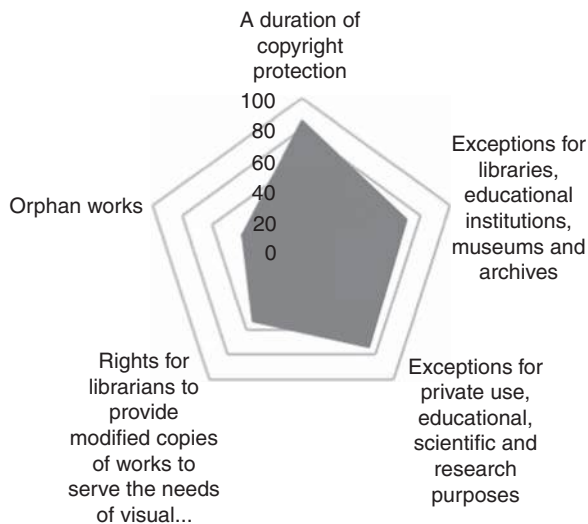 A duration of
copyright
protection
100
80
60
40
20
0
Exceptions for
libraries,
educational
institutions,
museums and
archives
Exceptions for
private use,
educational,
scientific and
research
purposes
Rights for
librarians to
provide
modified copies
of works to
serve the needs
of visual...
Orphan works